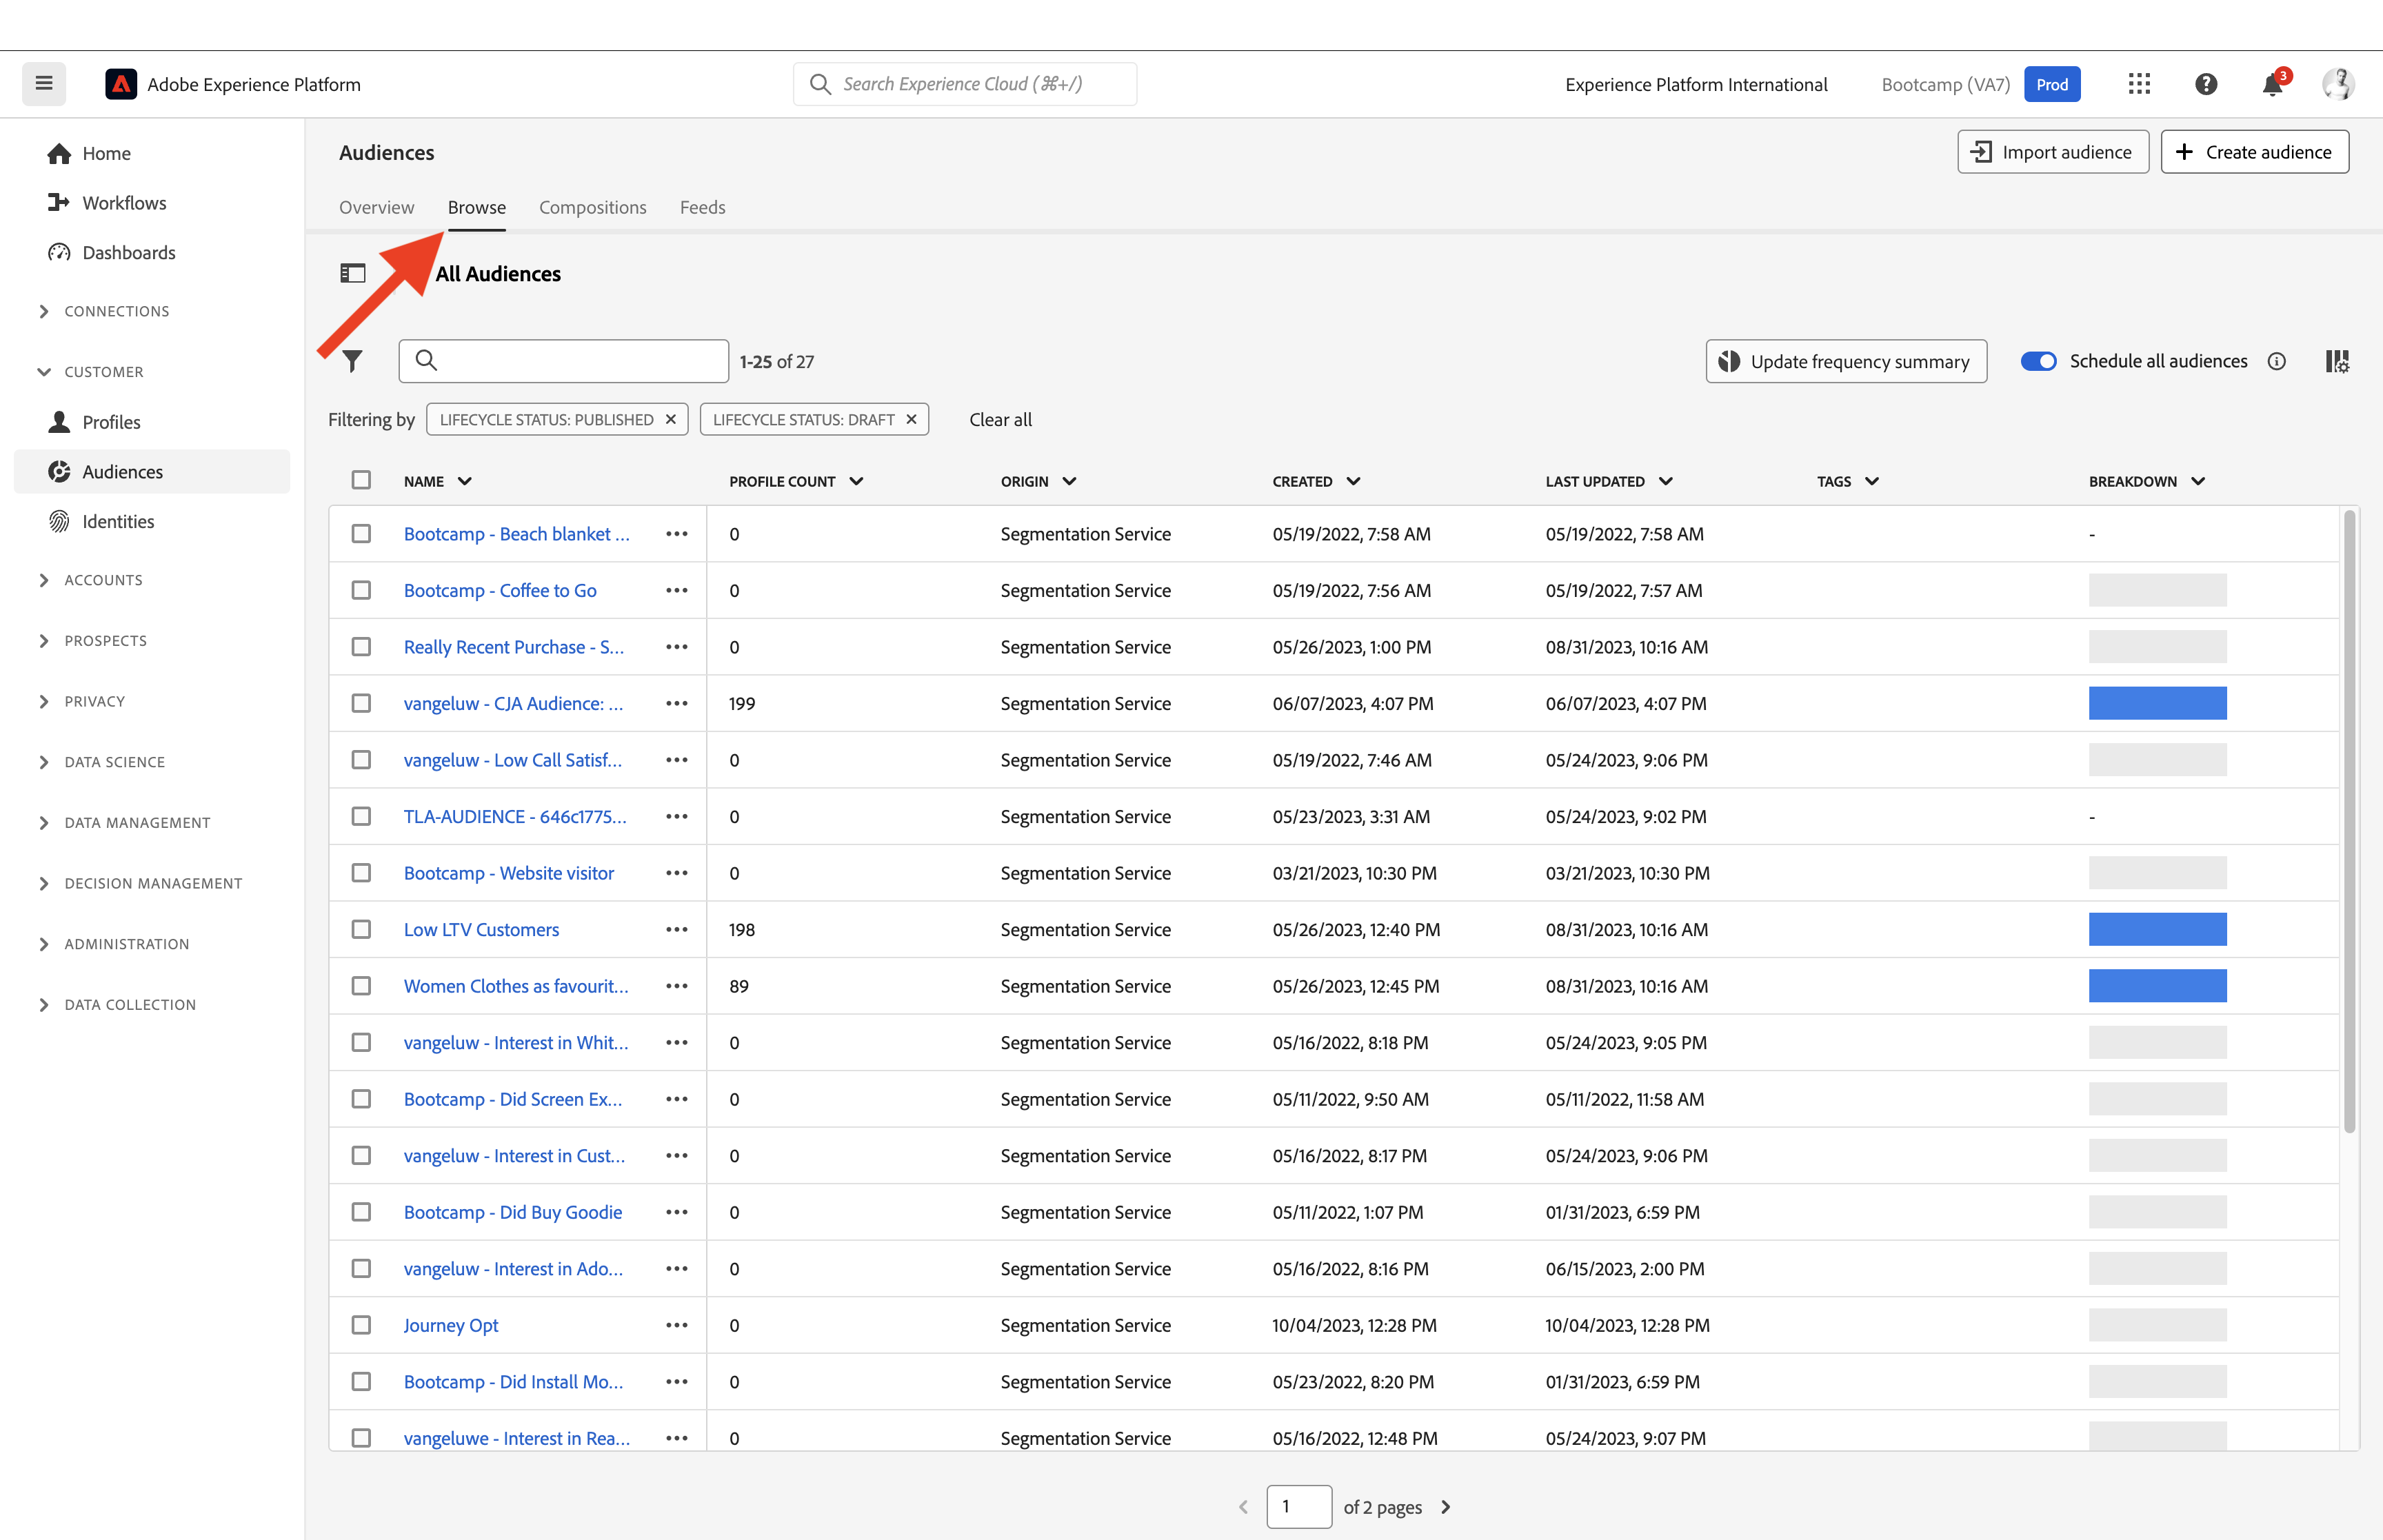 Adobe Experience Platform
Search Experience Cloud (⌘+/)
Experience Platform International
Bootcamp (VA7)
Prod
3
Home
Workflows
Dashboards
CONNECTIONS
CUSTOMER
Profiles
Audiences
Identities
ACCOUNTS
PROSPECTS
PRIVACY
DATA SCIENCE
DATA MANAGEMENT
DECISION MANAGEMENT
ADMINISTRATION
DATA COLLECTION
Audiences
Import audience
Create audience
Overview Browse Compositions Feeds
All Audiences
1-25 of 27
Update frequency summary
Schedule all audiences
Filtering by LIFECYCLE STATUS: PUBLISHED LIFECYCLE STATUS: DRAFT Clear all
NAME PROFILE COUNT ORIGIN CREATED LAST UPDATED TAGS BREAKDOWN
Bootcamp - Beach blanket ... 0 Segmentation Service 05/19/2022, 7:58 AM 05/19/2022, 7:58 AM -
Bootcamp - Coffee to Go 0 Segmentation Service 05/19/2022, 7:56 AM 05/19/2022, 7:57 AM
Really Recent Purchase - S... 0 Segmentation Service 05/26/2023, 1:00 PM 08/31/2023, 10:16 AM
vangeluw - CJA Audience: ... 199 Segmentation Service 06/07/2023, 4:07 PM 06/07/2023, 4:07 PM
vangeluw - Low Call Satisf... 0 Segmentation Service 05/19/2022, 7:46 AM 05/24/2023, 9:06 PM
TLA-AUDIENCE - 646c1775... 0 Segmentation Service 05/23/2023, 3:31 AM 05/24/2023, 9:02 PM -
Bootcamp - Website visitor 0 Segmentation Service 03/21/2023, 10:30 PM 03/21/2023, 10:30 PM
Low LTV Customers 198 Segmentation Service 05/26/2023, 12:40 PM 08/31/2023, 10:16 AM
Women Clothes as favourit... 89 Segmentation Service 05/26/2023, 12:45 PM 08/31/2023, 10:16 AM
vangeluw - Interest in Whit... 0 Segmentation Service 05/16/2022, 8:18 PM 05/24/2023, 9:05 PM
Bootcamp - Did Screen Ex... 0 Segmentation Service 05/11/2022, 9:50 AM 05/11/2022, 11:58 AM
vangeluw - Interest in Cust... 0 Segmentation Service 05/16/2022, 8:17 PM 05/24/2023, 9:06 PM
Bootcamp - Did Buy Goodie 0 Segmentation Service 05/11/2022, 1:07 PM 01/31/2023, 6:59 PM
vangeluw - Interest in Ado... 0 Segmentation Service 05/16/2022, 8:16 PM 06/15/2023, 2:00 PM
Journey Opt 0 Segmentation Service 10/04/2023, 12:28 PM 10/04/2023, 12:28 PM
Bootcamp - Did Install Mo... 0 Segmentation Service 05/23/2022, 8:20 PM 01/31/2023, 6:59 PM
vangeluwe - Interest in Rea... 0 Segmentation Service 05/16/2022, 12:48 PM 05/24/2023, 9:07 PM
1 of 2 pages